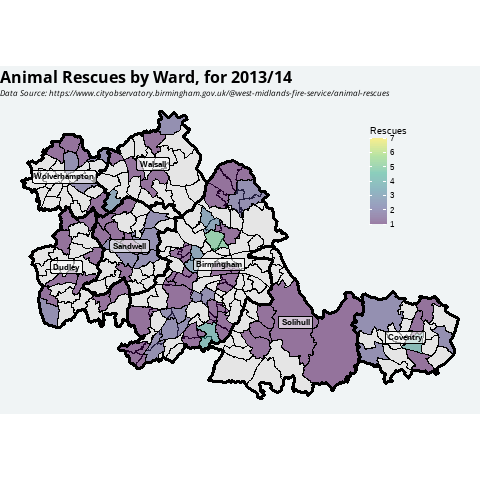 Animal Rescues by Ward, for 2013/14
Data Source: https://www.cityobservatory.birmingham.gov.uk/@west-midlands-fire-service/animal-rescues
Rescues
7
6
5
4
3
2
1
Walsall
Wolverhampton
Sandwell
Birmingham
Dudley
Solihull
Coventry